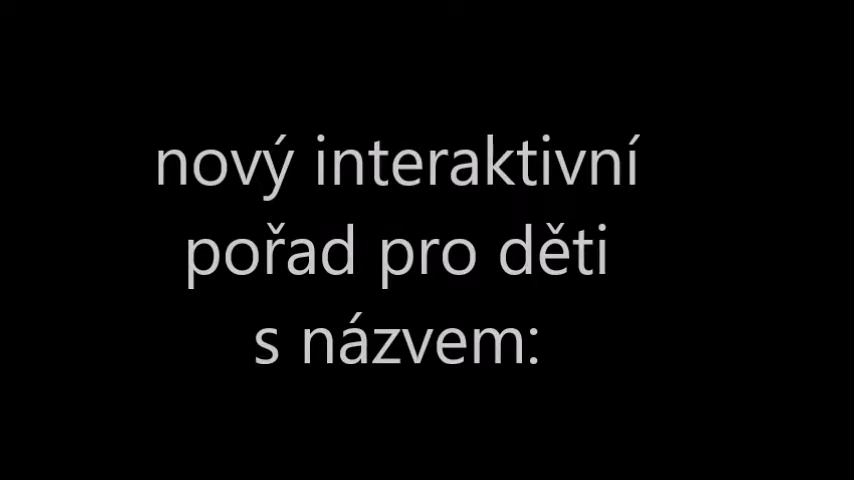 nový interaktivní
pořad pro děti
s názvem: